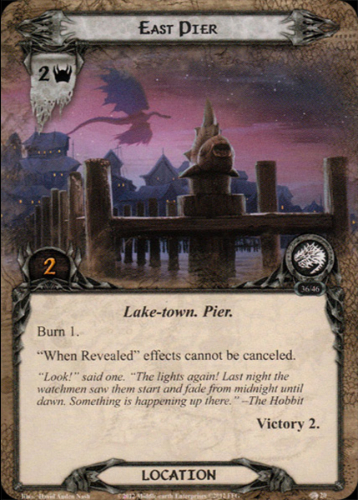 EAST PIER
2
2
36/46
Lake-town. Pier.
Burn 1.
“When Revealed” effects cannot be canceled.
“Look!” said one. “The lights again! Last night the
watchmen saw them start and fade from midnight until
dawn. Something is happening up there.” –The Hobbit
Victory 2.
LOCATION